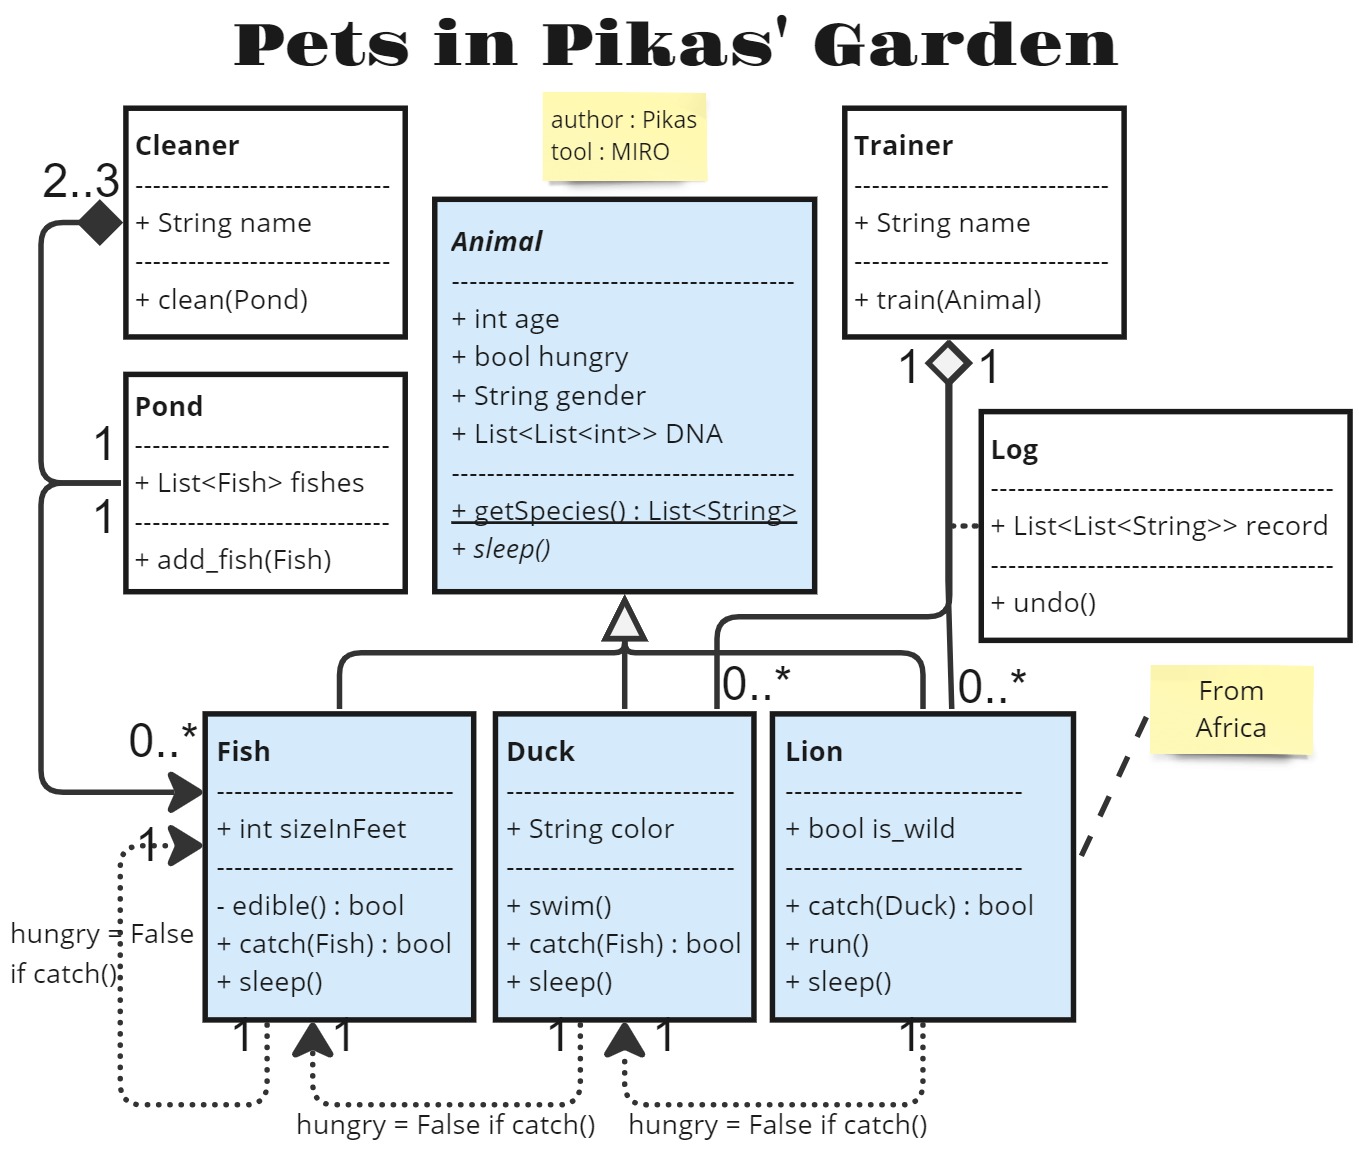 Pets in Pikas' Garden
author : Pikas
tool : MIRO
Cleaner
+ String name
+ clean(Pond)
2..3
Pond
+ List<Fish> fishes
+ add_fish(Fish)
1
1
Animal
+ int age
+ bool hungry
+ String gender
+ List<List<int>> DNA
+ getSpecies() : List<String>
+ sleep()
Trainer
+ String name
+ train(Animal)
1
1
Log
+ List<List<String>> record
+ undo()
0..*
0..*
From
Africa
0..*
Fish
+ int sizeInFeet
- edible() : bool
+ catch(Fish) : bool
+ sleep()
1
hungry = False
if catch()
Duck
+ String color
+ swim()
+ catch(Fish) : bool
+ sleep()
Lion
+ bool is_wild
+ catch(Duck) : bool
+ run()
+ sleep()
1
1
1
1
1
hungry = False if catch()
hungry = False if catch()